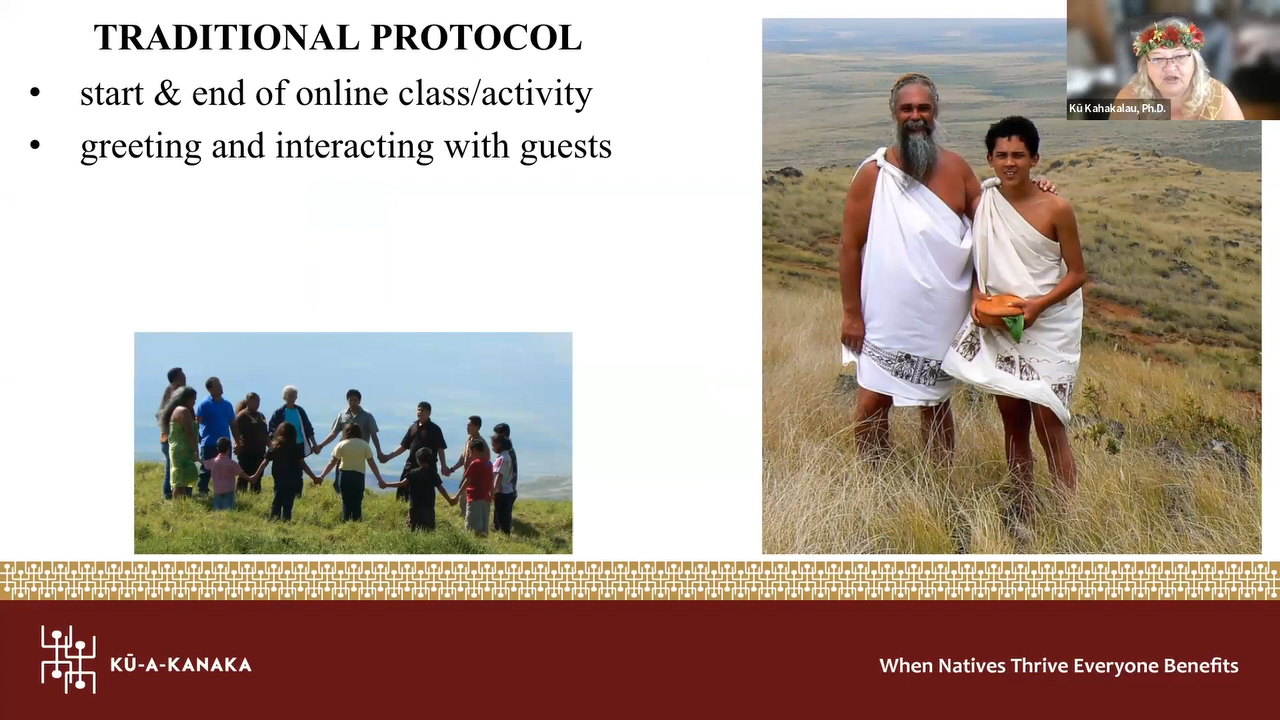 TRADITIONAL PROTOCOL
• start & end of online class/activity
• greeting and interacting with guests
Kū Kahakalau, Ph.D.
KŪ-A-KANAKA
When Natives Thrive Everyone Benefits